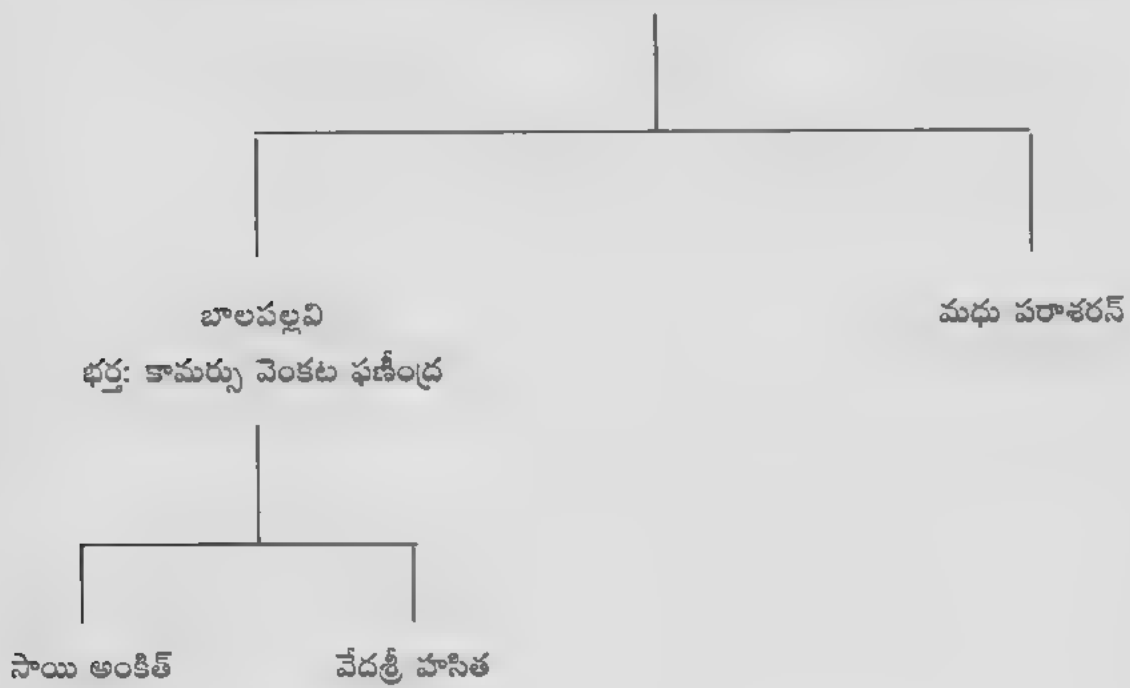 బాలపల్లవి
మధు పరాశరన్
భర్త: కామర్సు వెంకట ఫణీంద్ర
సాయి అంకిత్
వేదశ్రీ హసిత